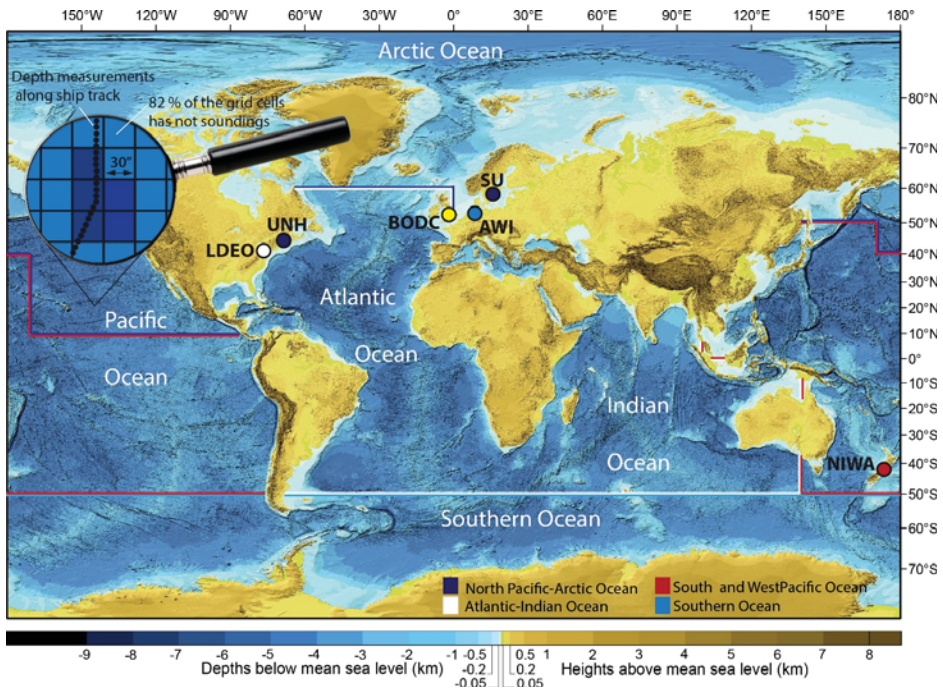 150°W 120°W 90°W 60°W 30°W 0° 30°E 60°E 90°E 120°E 150°E 180°
Arctic Ocean
Depth measurements
along ship track
82 % of the grid cells
has not soundings
30"
80°N
70°N
60°N
50°N
40°N
30°N
20°N
10°N
0°
10°S
20°S
30°S
40°S
50°S
60°S
70°S
SU
BODC
AWI
UNH
LDEO
Atlantic
Ocean
Pacific
Ocean
Indian
Ocean
NIWA
Southern Ocean
North Pacific-Arctic Ocean
South and WestPacific Ocean
Atlantic-Indian Ocean
Southern Ocean
-9 -8 -7 -6 -5 -4 -3 -2 -1 -0.5 0.5 1 2 3 4 5 6 7 8
-0.2 0.2
-0.05 0.05
Depths below mean sea level (km)
Heights above mean sea level (km)